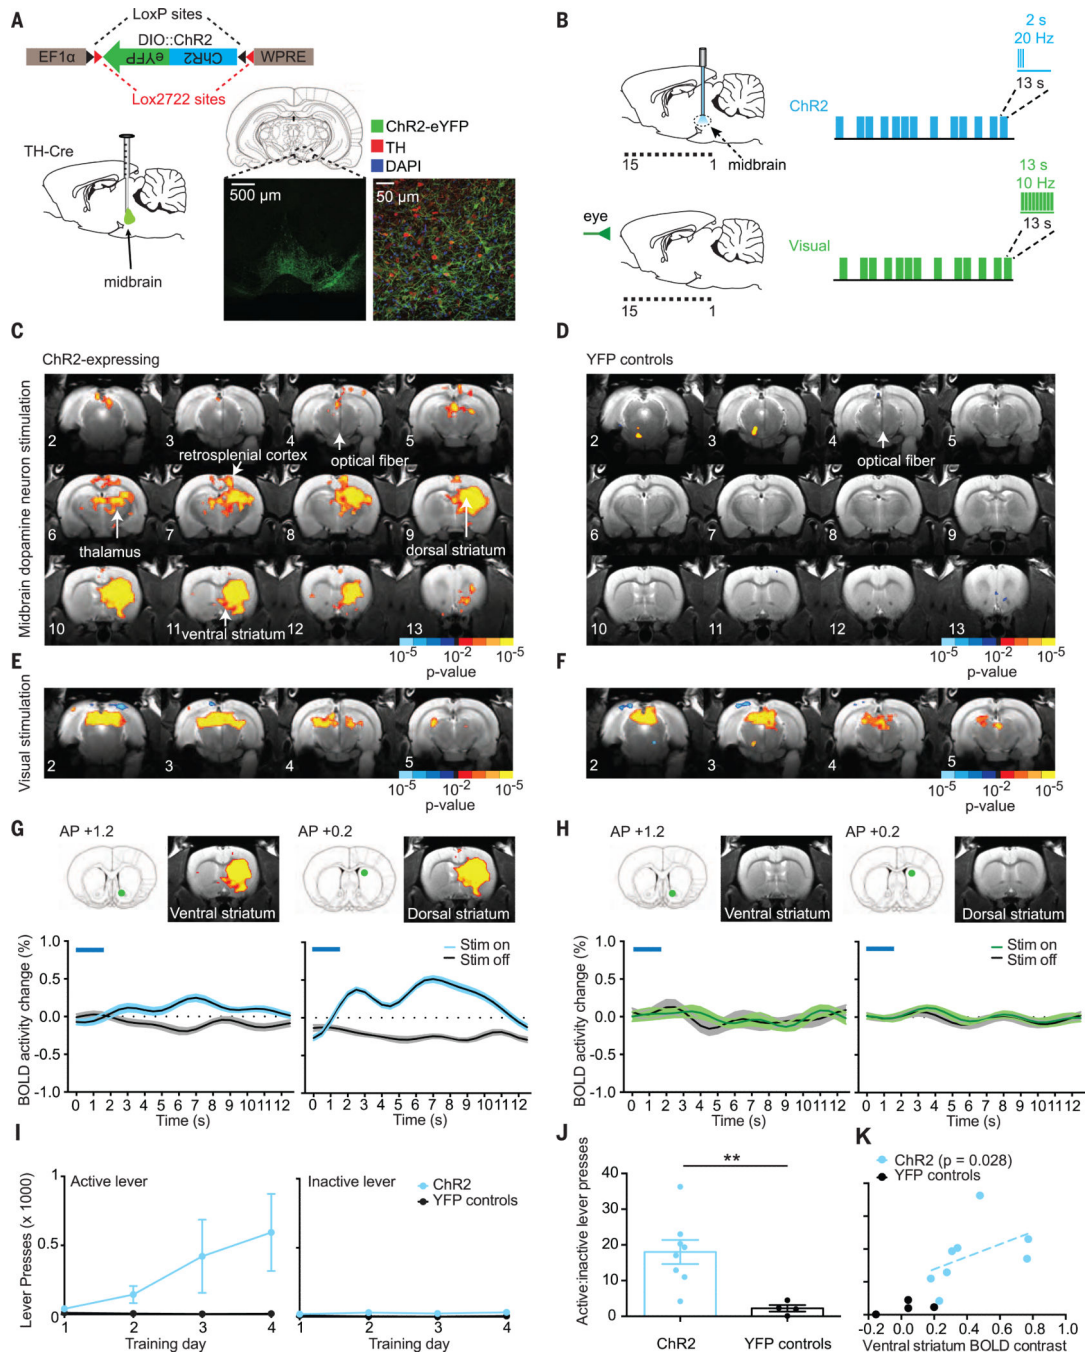 A
LoxP sites
DIO::ChR2
EF1α
eYFP
ChR2
WPRE
Lox2722 sites
TH-Cre
midbrain
ChR2-eYFP
TH
DAPI
500 µm
50 µm
B
2 s
20 Hz
13 s
ChR2
15
1
midbrain
13 s
10 Hz
eye
13 s
Visual
15
1
C
ChR2-expressing
Midbrain dopamine neuron stimulation
2
3
4
5
retrosplenial cortex
optical fiber
6
7
8
9
thalamus
dorsal striatum
10
11
12
13
ventral striatum
10-5
10-2
10-5
p-value
D
YFP controls
2
3
4
5
optical fiber
6
7
8
9
10
11
12
13
10-5
10-2
10-5
p-value
E
Visual stimulation
2
3
4
5
10-5
10-2
10-5
p-value
F
2
3
4
5
10-5
10-2
10-5
p-value
G
AP +1.2
AP +0.2
Ventral striatum
Dorsal striatum
BOLD activity change (%)
1.0
0.5
0.0
-0.5
-1.0
Stim on
Stim off
0 1 2 3 4 5 6 7 8 9 10 11 12
0 1 2 3 4 5 6 7 8 9 10 11 12
Time (s)
Time (s)
H
AP +1.2
AP +0.2
Ventral striatum
Dorsal striatum
BOLD activity change (%)
1.0
0.5
0.0
-0.5
-1.0
Stim on
Stim off
0 1 2 3 4 5 6 7 8 9 10 11 12
0 1 2 3 4 5 6 7 8 9 10 11 12
Time (s)
Time (s)
I
Lever Presses (x 1000)
1
0.5
0
Active lever
Inactive lever
ChR2
YFP controls
1 2 3 4
1 2 3 4
Training day
Training day
J
Active:inactive lever presses
**
40
30
20
10
0
ChR2
YFP controls
K
ChR2 (p = 0.028)
YFP controls
-0.2 0.0 0.2 0.4 0.6 0.8 1.0
Ventral striatum BOLD contrast